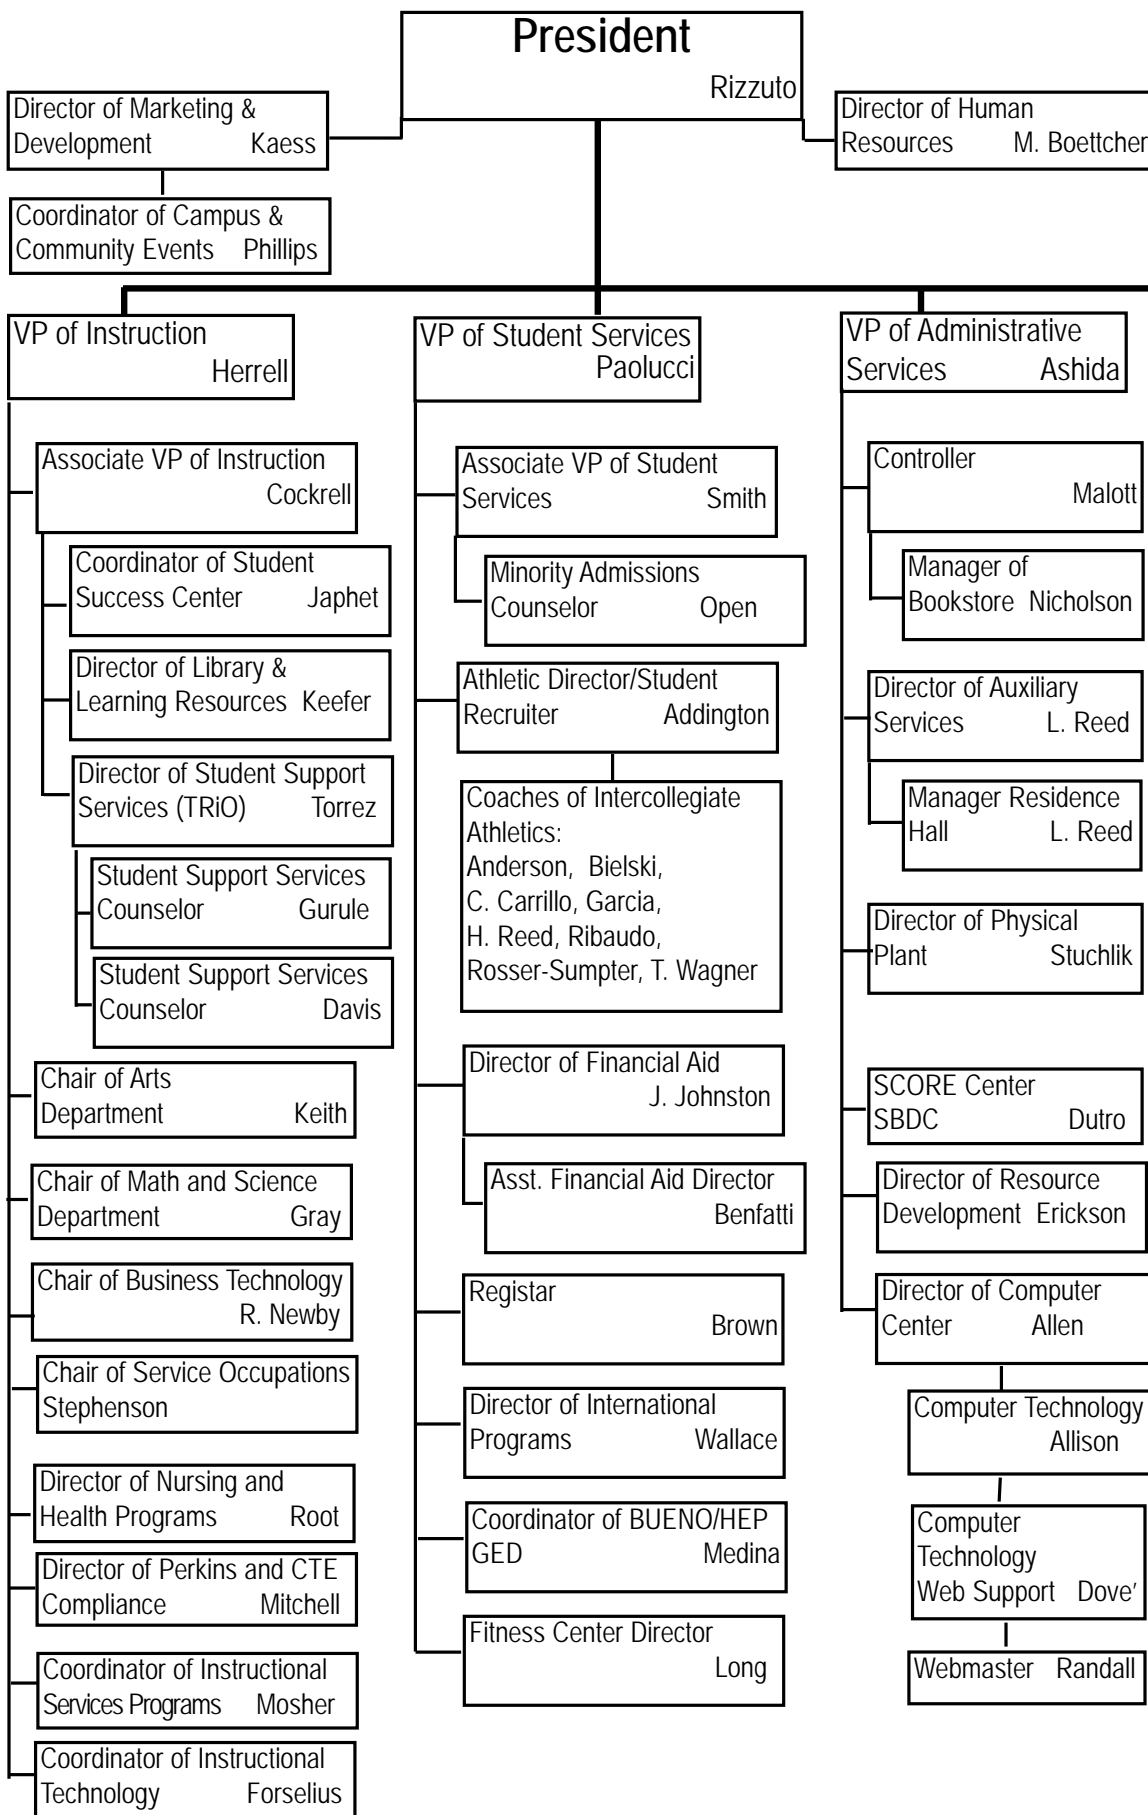 President
Rizzuto
Director of Marketing &
Development Kaess
Director of Human
Resources M. Boettcher
Coordinator of Campus &
Community Events Phillips
VP of Instruction
Herrell
Associate VP of Instruction
Cockrell
Coordinator of Student
Success Center Japhet
Director of Library &
Learning Resources Keefer
Director of Student Support
Services (TRiO) Torrez
Student Support Services
Counselor Gurule
Student Support Services
Counselor Davis
Chair of Arts
Department Keith
Chair of Math and Science
Department Gray
Chair of Business Technology
R. Newby
Chair of Service Occupations
Stephenson
Director of Nursing and
Health Programs Root
Director of Perkins and CTE
Compliance Mitchell
Coordinator of Instructional
Services Programs Mosher
Coordinator of Instructional
Technology Forselius
VP of Student Services
Paolucci
Associate VP of Student
Services Smith
Minority Admissions
Counselor Open
Athletic Director/Student
Recruiter Addington
Coaches of Intercollegiate
Athletics:
Anderson, Bielski,
C. Carrillo, Garcia,
H. Reed, Ribaudo,
Rosser-Sumpter, T. Wagner
Director of Financial Aid
J. Johnston
Asst. Financial Aid Director
Benfatti
Registar
Brown
Director of International
Programs Wallace
Coordinator of BUENO/HEP
GED Medina
Fitness Center Director
Long
VP of Administrative
Services Ashida
Controller
Malott
Manager of
Bookstore Nicholson
Director of Auxiliary
Services L. Reed
Manager Residence
Hall L. Reed
Director of Physical
Plant Stuchlik
SCORE Center
SBDC Dutro
Director of Resource
Development Erickson
Director of Computer
Center Allen
Computer Technology
Allison
Computer
Technology
Web Support Dove'
Webmaster Randall